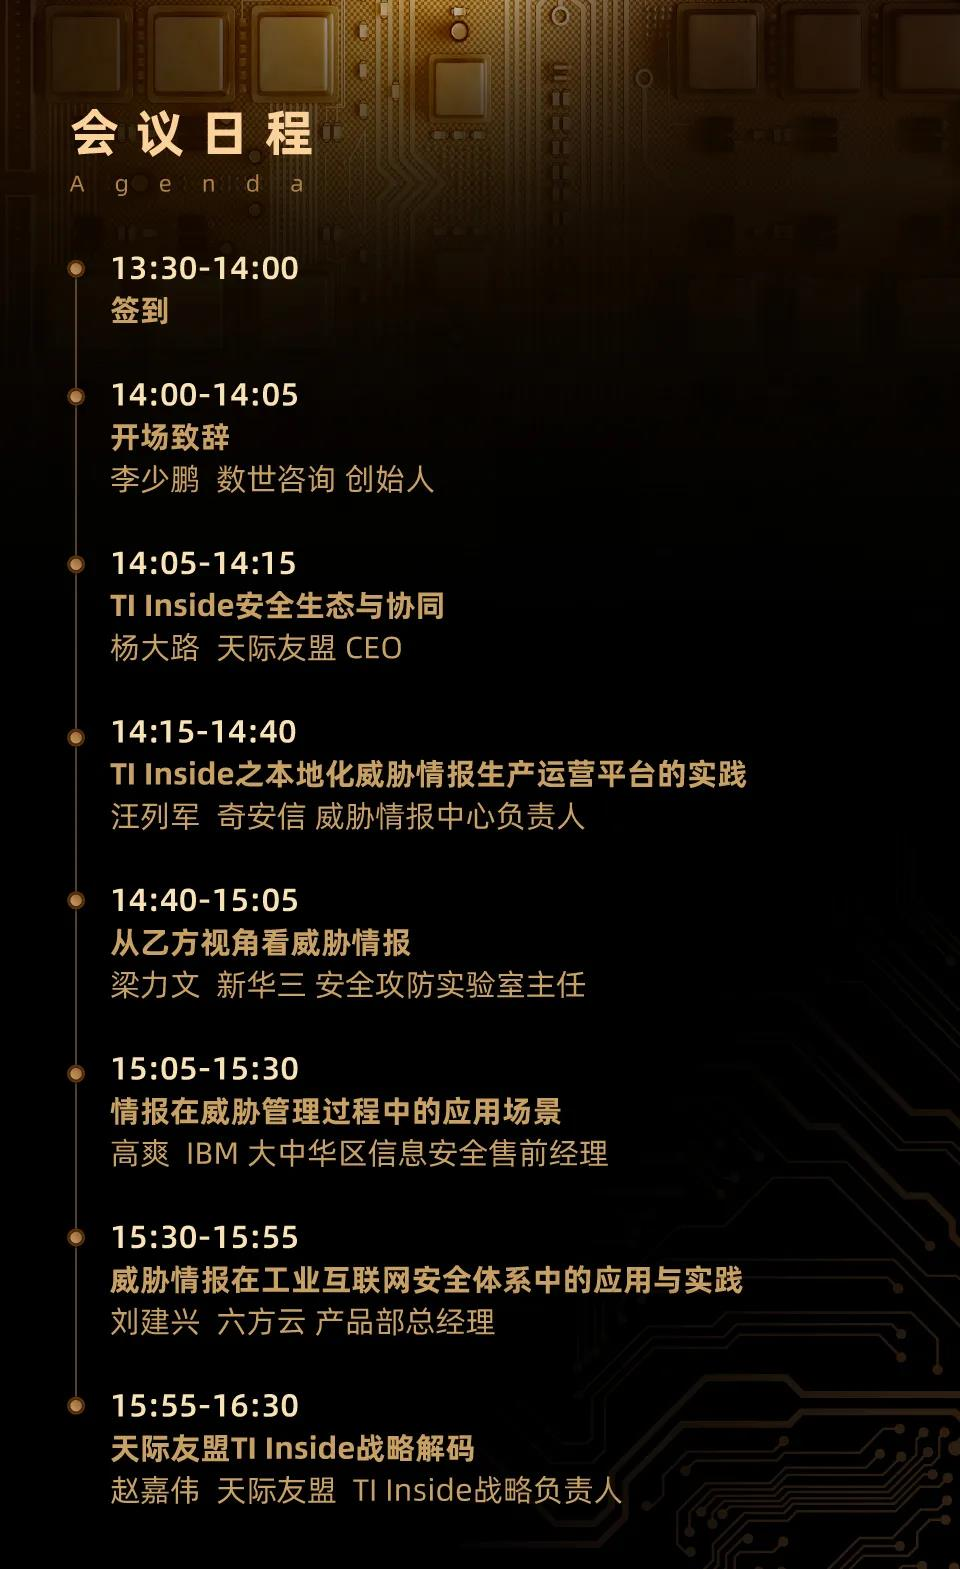 会议日程
Agenda
13:30-14:00
签到
14:00-14:05
开场致辞
李少鹏 数世咨询 创始人
14:05-14:15
TI Inside安全生态与协同
杨大路 天际友盟 CEO
14:15-14:40
TI Inside之本地化威胁情报生产运营平台的实践
汪列军 奇安信 威胁情报中心负责人
14:40-15:05
从乙方视角看威胁情报
梁力文 新华三 安全攻防实验室主任
15:05-15:30
情报在威胁管理过程中的应用场景
高爽 IBM 大中华区信息安全售前经理
15:30-15:55
威胁情报在工业互联网安全体系中的应用与实践
刘建兴 六方云 产品部总经理
15:55-16:30
天际友盟TI Inside战略解码
赵嘉伟 天际友盟 TI Inside战略负责人